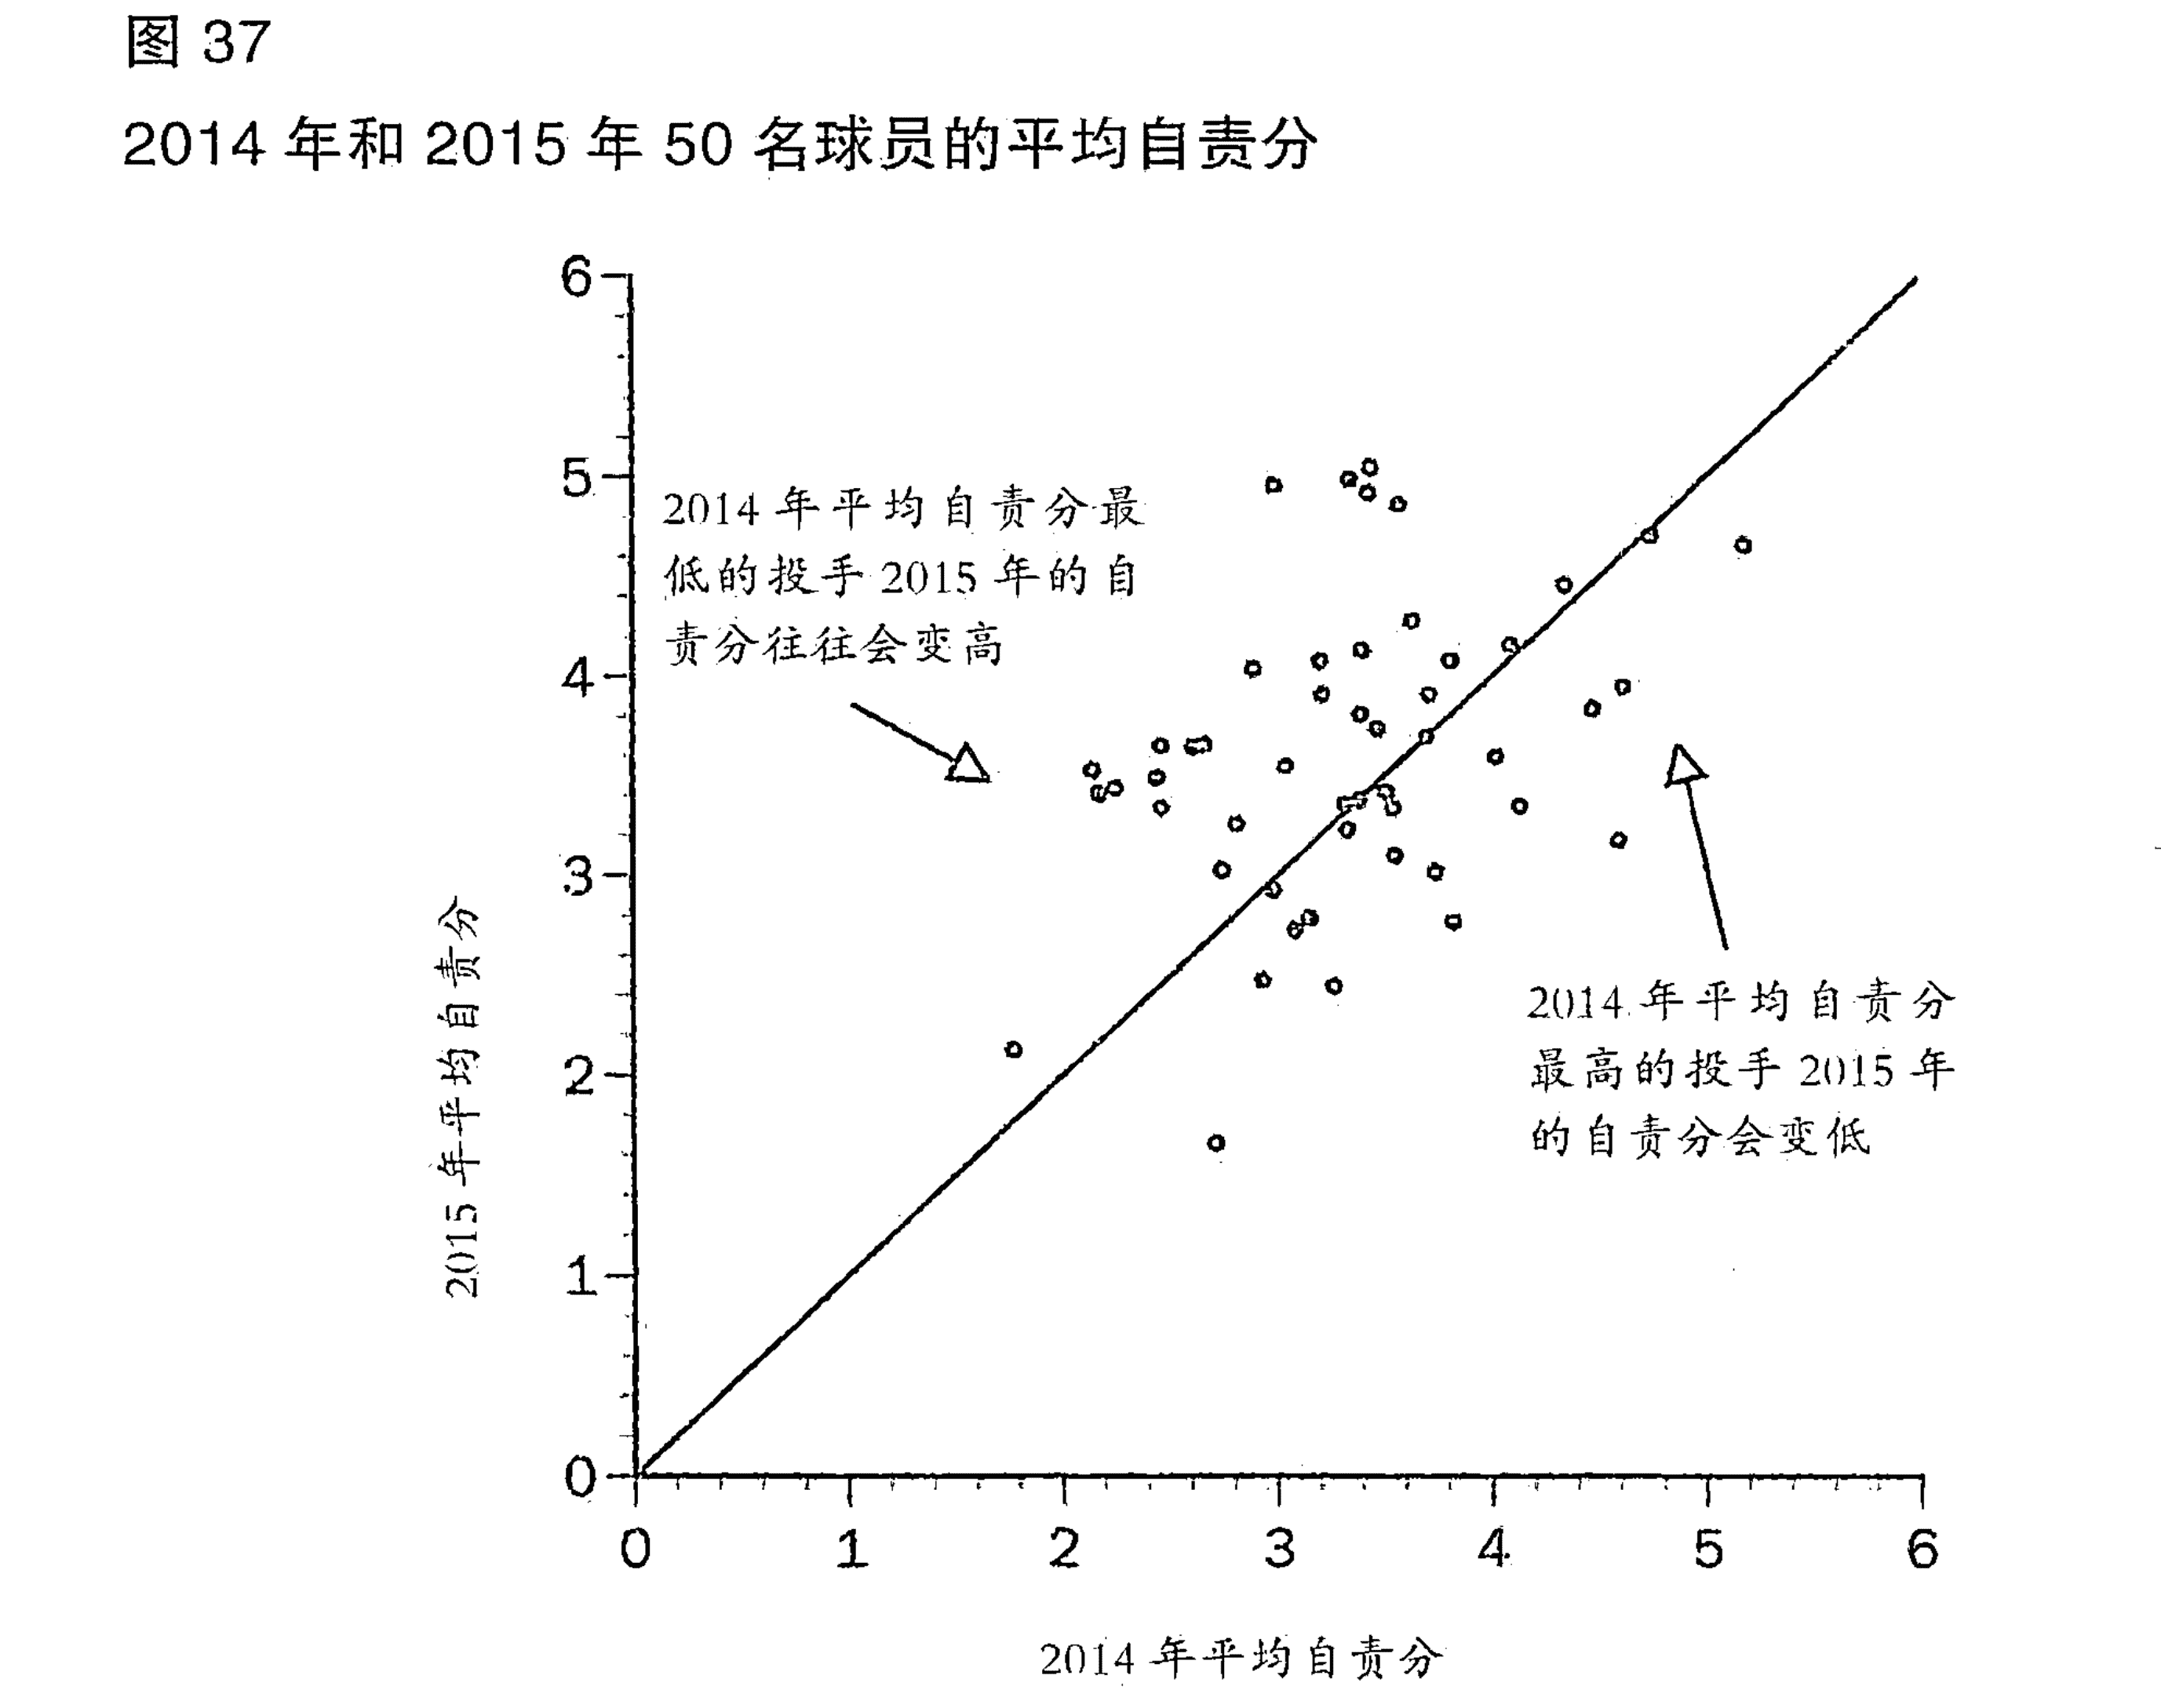 图 37
2014 年和 2015 年 50 名球员的平均自责分
6
5
4
3
2
1
0
2014 年平均自责分最
低的投手 2015 年的自
责分往往会变高
2014 年平均自责分
最高的投手 2015 年
的自责分会变低
2015 年平均自责分
0 1 2 3 4 5 6
2014 年平均自责分